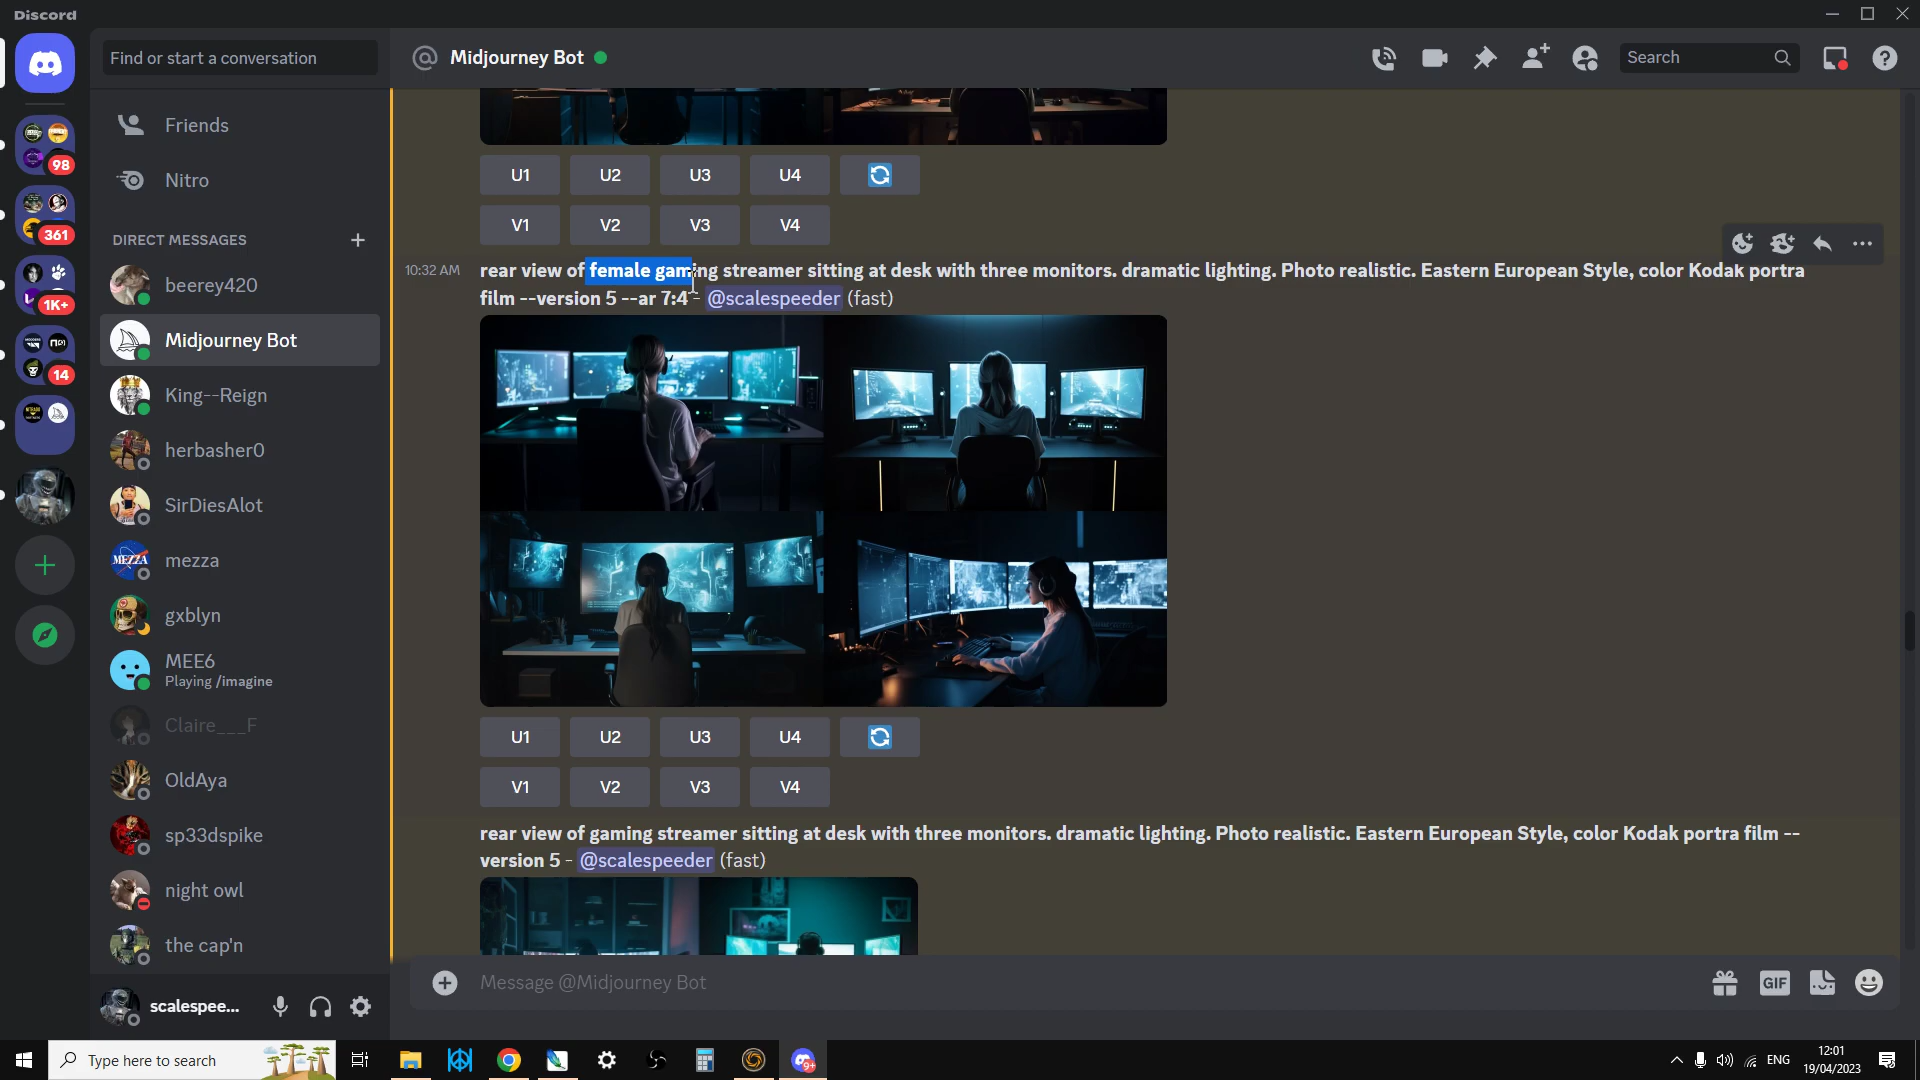 Discord
Find or start a conversation
Midjourney Bot
Search
98
361
1K+
14
Friends
Nitro
DIRECT MESSAGES
beerey420
Midjourney Bot
King--Reign
herbasher0
SirDiesAlot
MEZZA
mezza
gxblyn
MEE6
Playing /imagine
Claire___F
OldAya
sp33dspike
night owl
the cap'n
scalespee...
U1 U2 U3 U4
V1 V2 V3 V4
10:32 AM rear view of female gaming streamer sitting at desk with three monitors. dramatic lighting. Photo realistic. Eastern European Style, color Kodak portra
film --version 5 --ar 7:4 - @scalespeeder (fast)
U1 U2 U3 U4
V1 V2 V3 V4
rear view of gaming streamer sitting at desk with three monitors. dramatic lighting. Photo realistic. Eastern European Style, color Kodak portra film --
version 5 - @scalespeeder (fast)
Message @Midjourney Bot
GIF
Type here to search
9+
ENG
12:01
19/04/2023